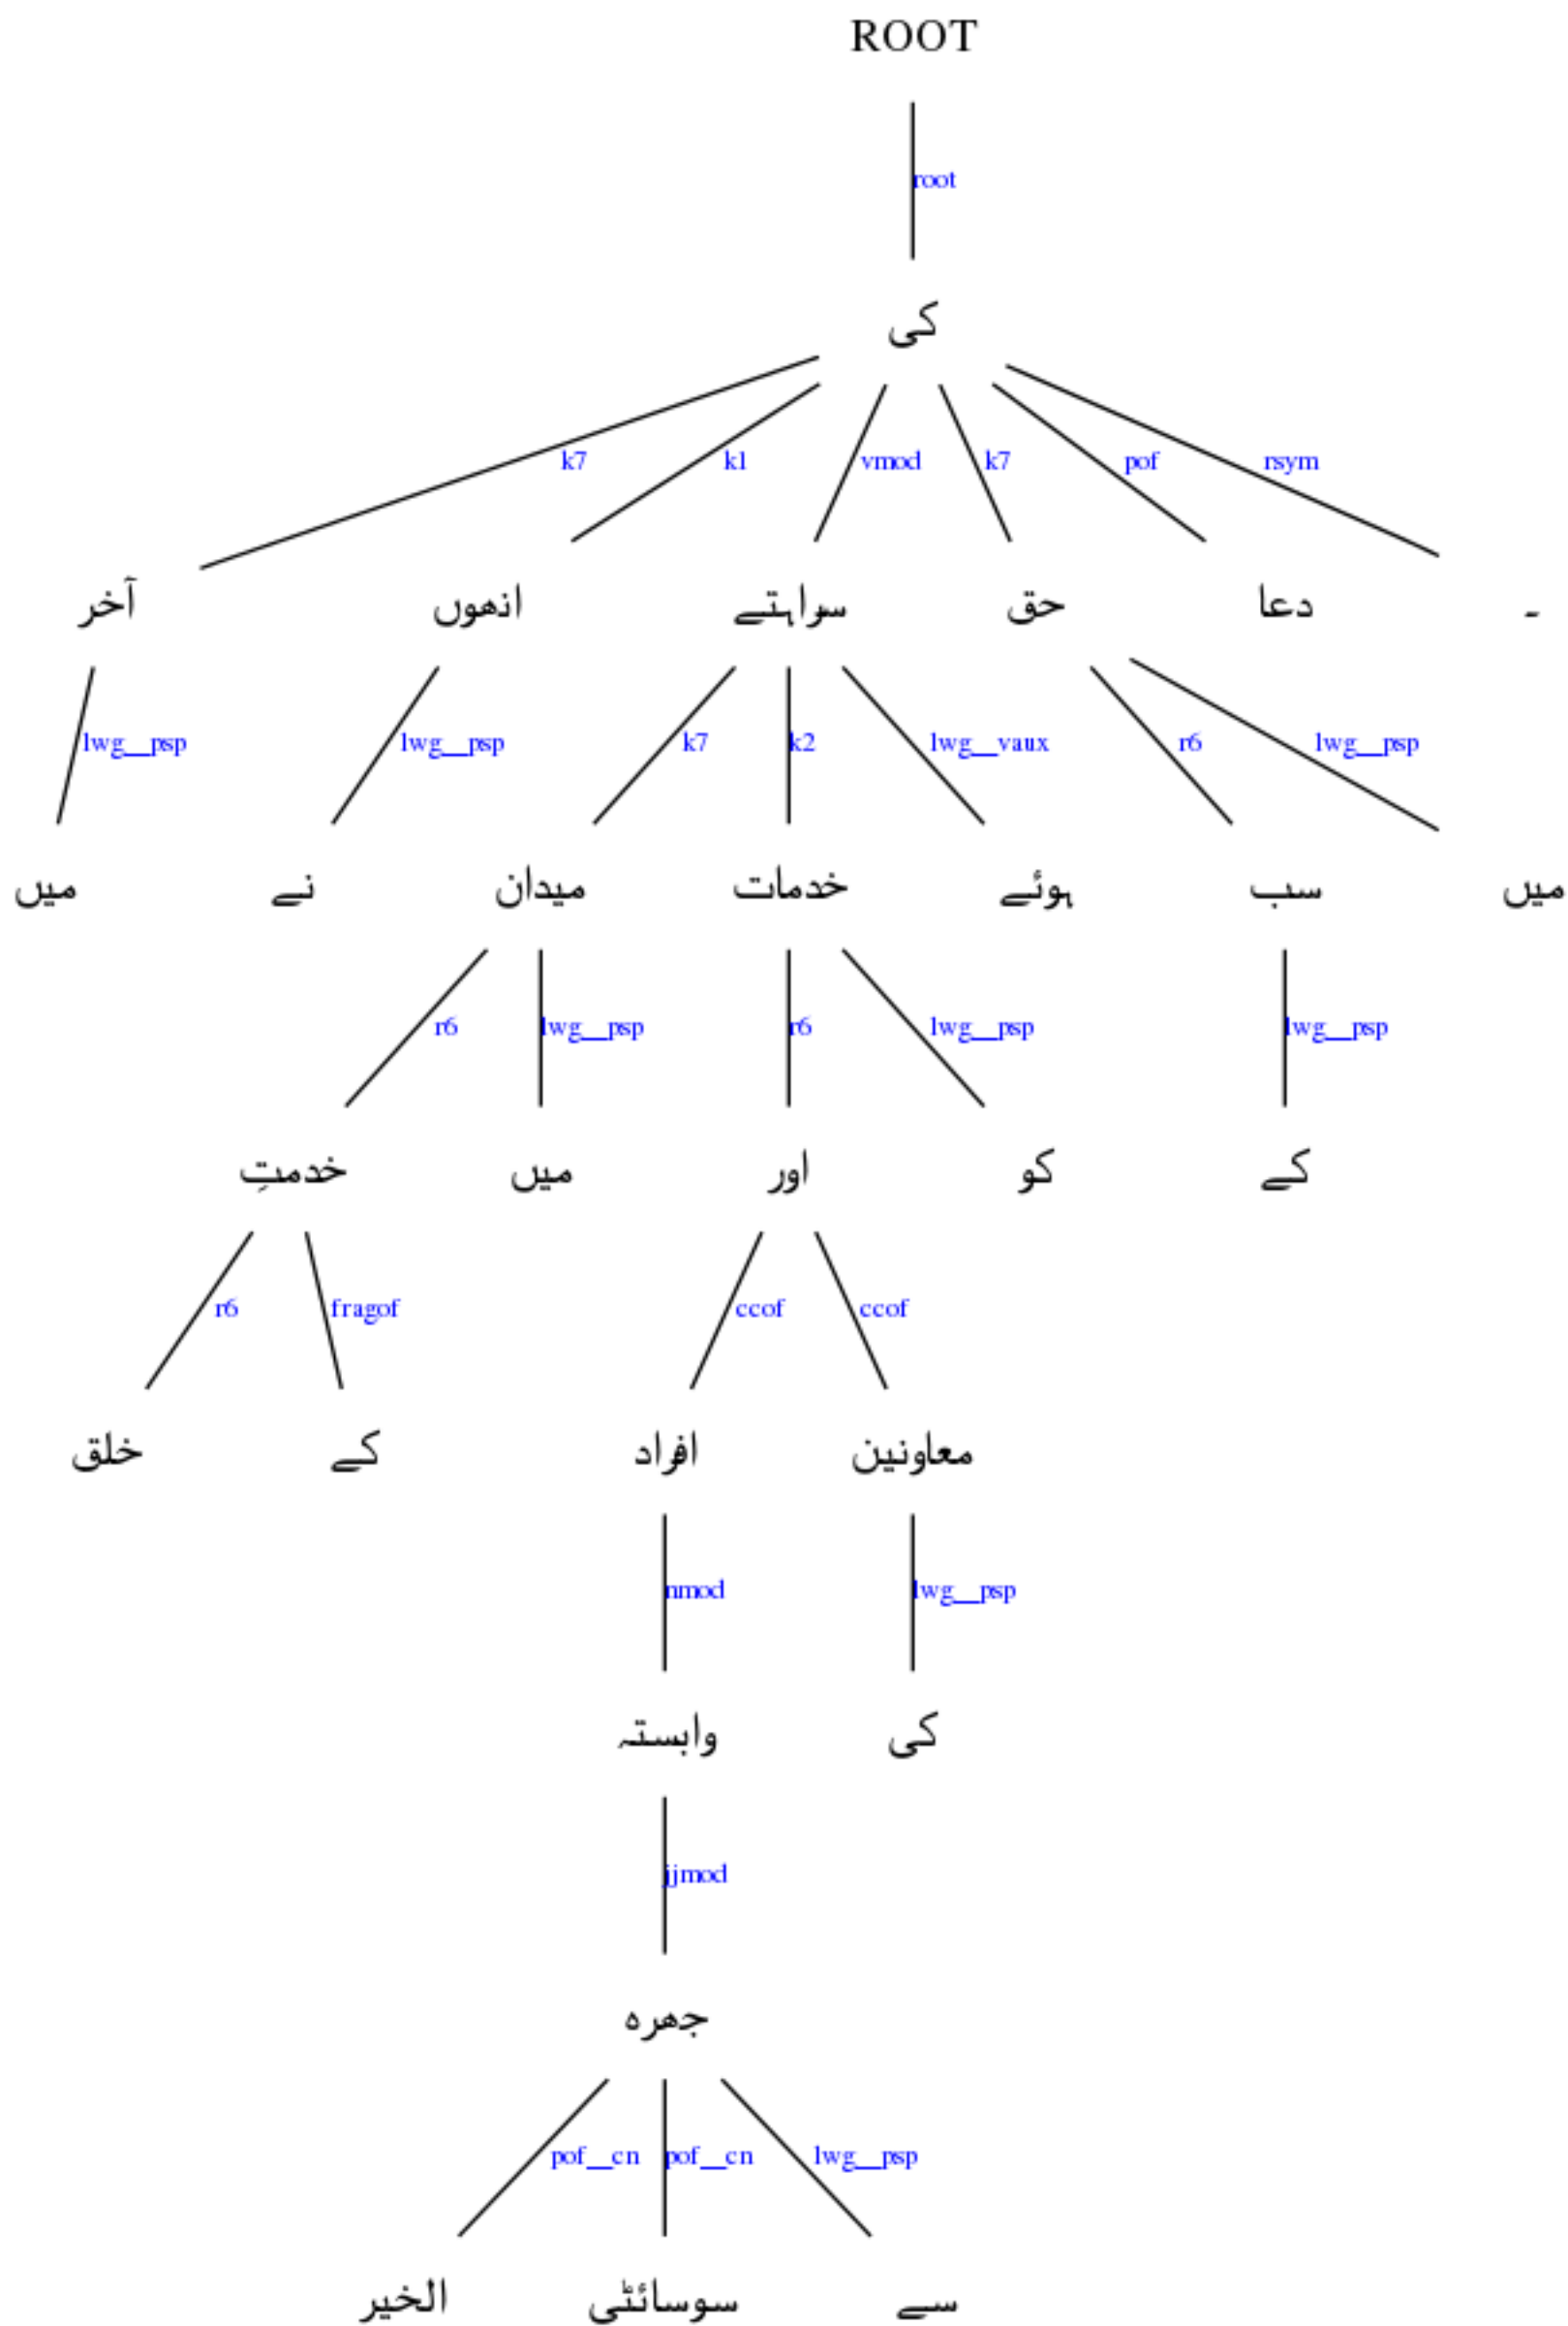 ROOT
root
کی
k7 k1 vmod k7 pof rsym
آخر انھوں سراہتے حق دعا ۔
lwg__psp lwg__psp k7 k2 lwg__vaux r6 lwg__psp
میں نے میدان خدمات ہوئے سب میں
r6 lwg__psp r6 lwg__psp lwg__psp
خدمتِ میں اور کو کے
r6 fragof ccof ccof
خلق کے افراد معاونین
nmod lwg__psp
وابستہ کی
jjmod
جھرہ
pof__cn pof__cn lwg__psp
الخیر سوسائٹی سے